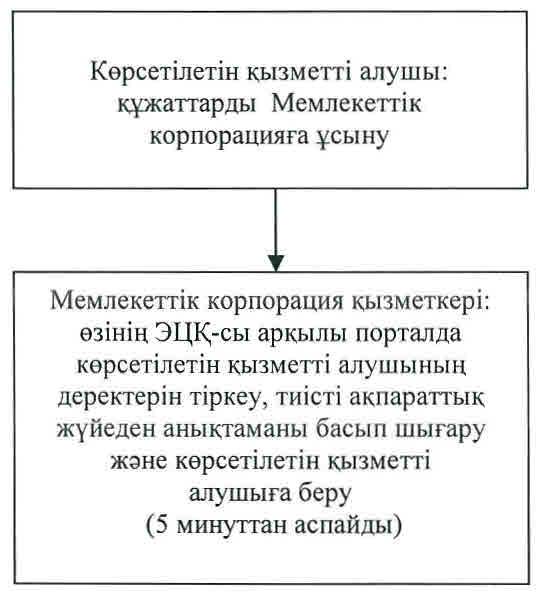 Көрсетілетін қызметті алушы:
құжаттарды Мемлекеттік
корпорацияға ұсыну
Мемлекеттік корпорация қызметкері:
өзінің ЭЦҚ-сы арқылы порталда
көрсетілетін қызметті алушының
деректерін тіркеу, тиісті ақпараттық
жүйеден анықтаманы басып шығару
және көрсетілетін қызметті
алушыға беру
(5 минуттан аспайды)